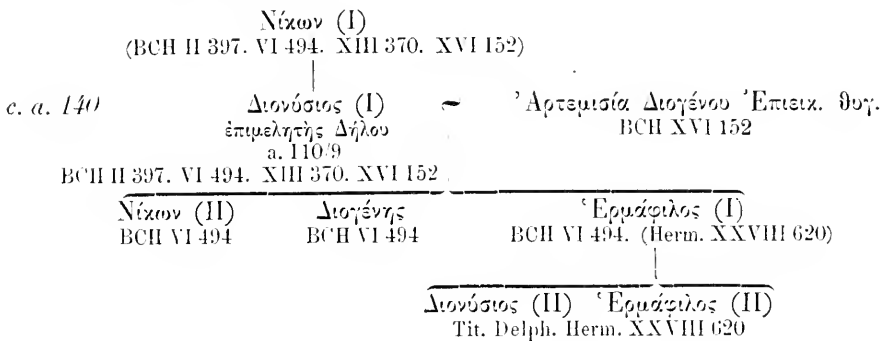 Νίκων (I)
(BCH II 397. VI 494. XIII 370. XVI 152)
c. a. 140 Διονύσιος (I) ~ Ἀρτεμισία Διογένου Ἐπιεικ. θυγ.
ἐπιμελητὴς Δήλου BCH XVI 152
a. 110/9
BCH II 397. VI 494. XIII 370. XVI 152
Νίκων (II) Διογένης Ἑρμάφιλος (I)
BCH VI 494 BCH VI 494 BCH VI 494. (Herm. XXVIII 620)
Διονύσιος (II) Ἑρμάφιλος (II)
Tit. Delph. Herm. XXVIII 620